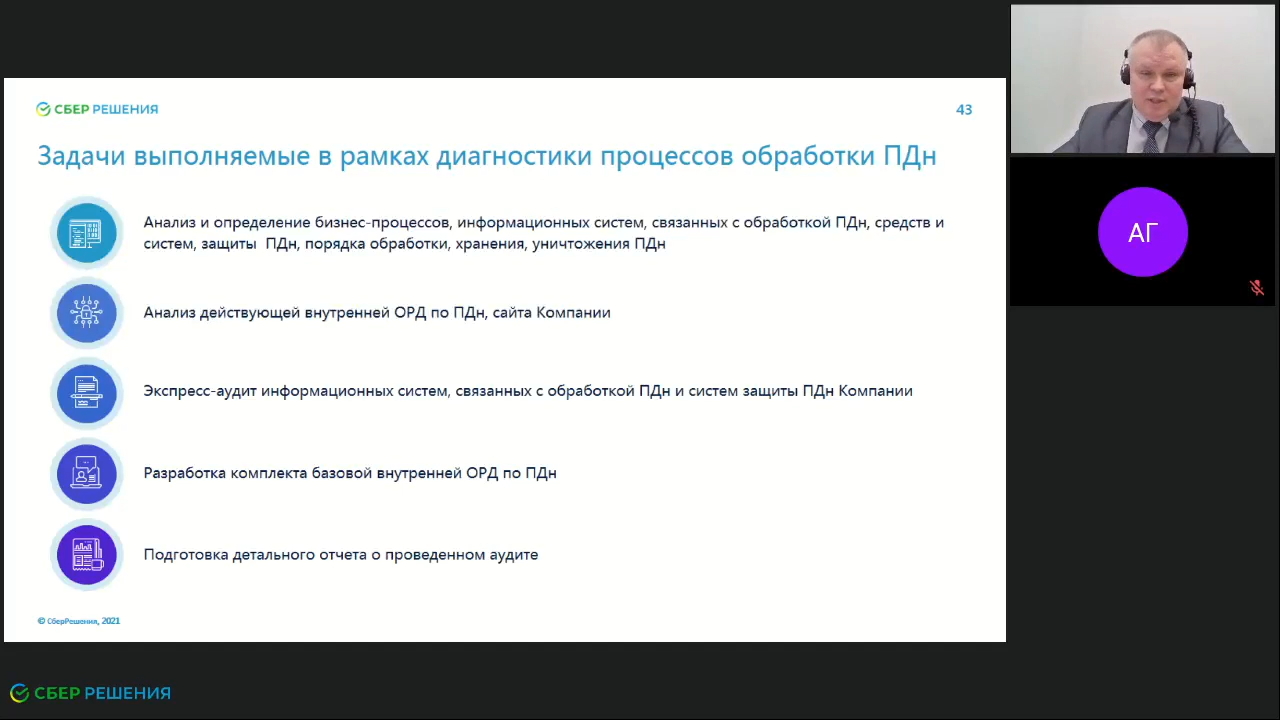 СБЕР РЕШЕНИЯ
43
Задачи выполняемые в рамках диагностики процессов обработки ПДн
Анализ и определение бизнес-процессов, информационных систем, связанных с обработкой ПДн, средств и
систем, защиты ПДн, порядка обработки, хранения, уничтожения ПДн
Анализ действующей внутренней ОРД по ПДн, сайта Компании
Экспресс-аудит информационных систем, связанных с обработкой ПДн и систем защиты ПДн Компании
Разработка комплекта базовой внутренней ОРД по ПДн
Подготовка детального отчета о проведенном аудите
© СберРешения, 2021
АГ
СБЕР РЕШЕНИЯ